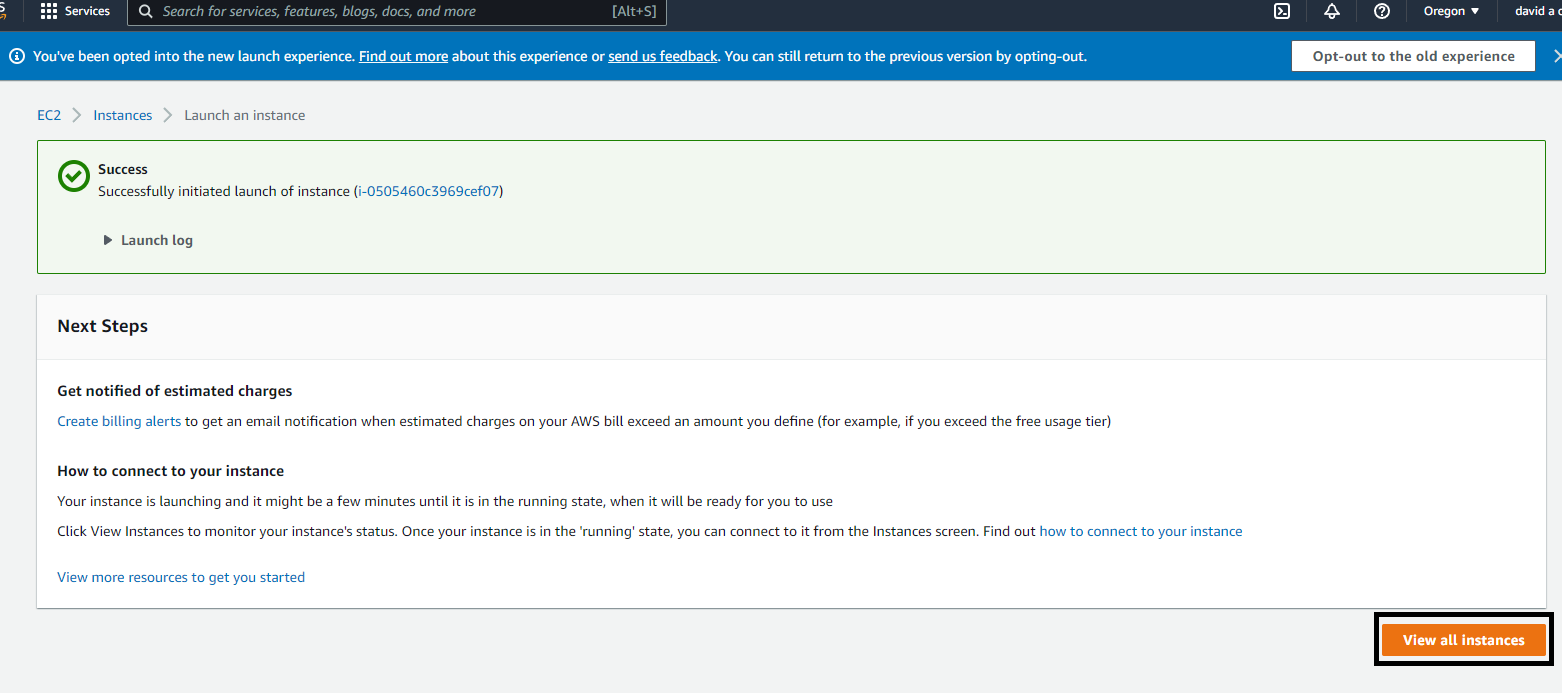 Services
Search for services, features, blogs, docs, and more [Alt+S]
Oregon
david a
You've been opted into the new launch experience. Find out more about this experience or send us feedback. You can still return to the previous version by opting-out.
Opt-out to the old experience
EC2 Instances Launch an instance
Success
Successfully initiated launch of instance (i-0505460c3969cef07)
Launch log
Next Steps
Get notified of estimated charges
Create billing alerts to get an email notification when estimated charges on your AWS bill exceed an amount you define (for example, if you exceed the free usage tier)
How to connect to your instance
Your instance is launching and it might be a few minutes until it is in the running state, when it will be ready for you to use
Click View Instances to monitor your instance's status. Once your instance is in the 'running' state, you can connect to it from the Instances screen. Find out how to connect to your instance
View more resources to get you started
View all instances